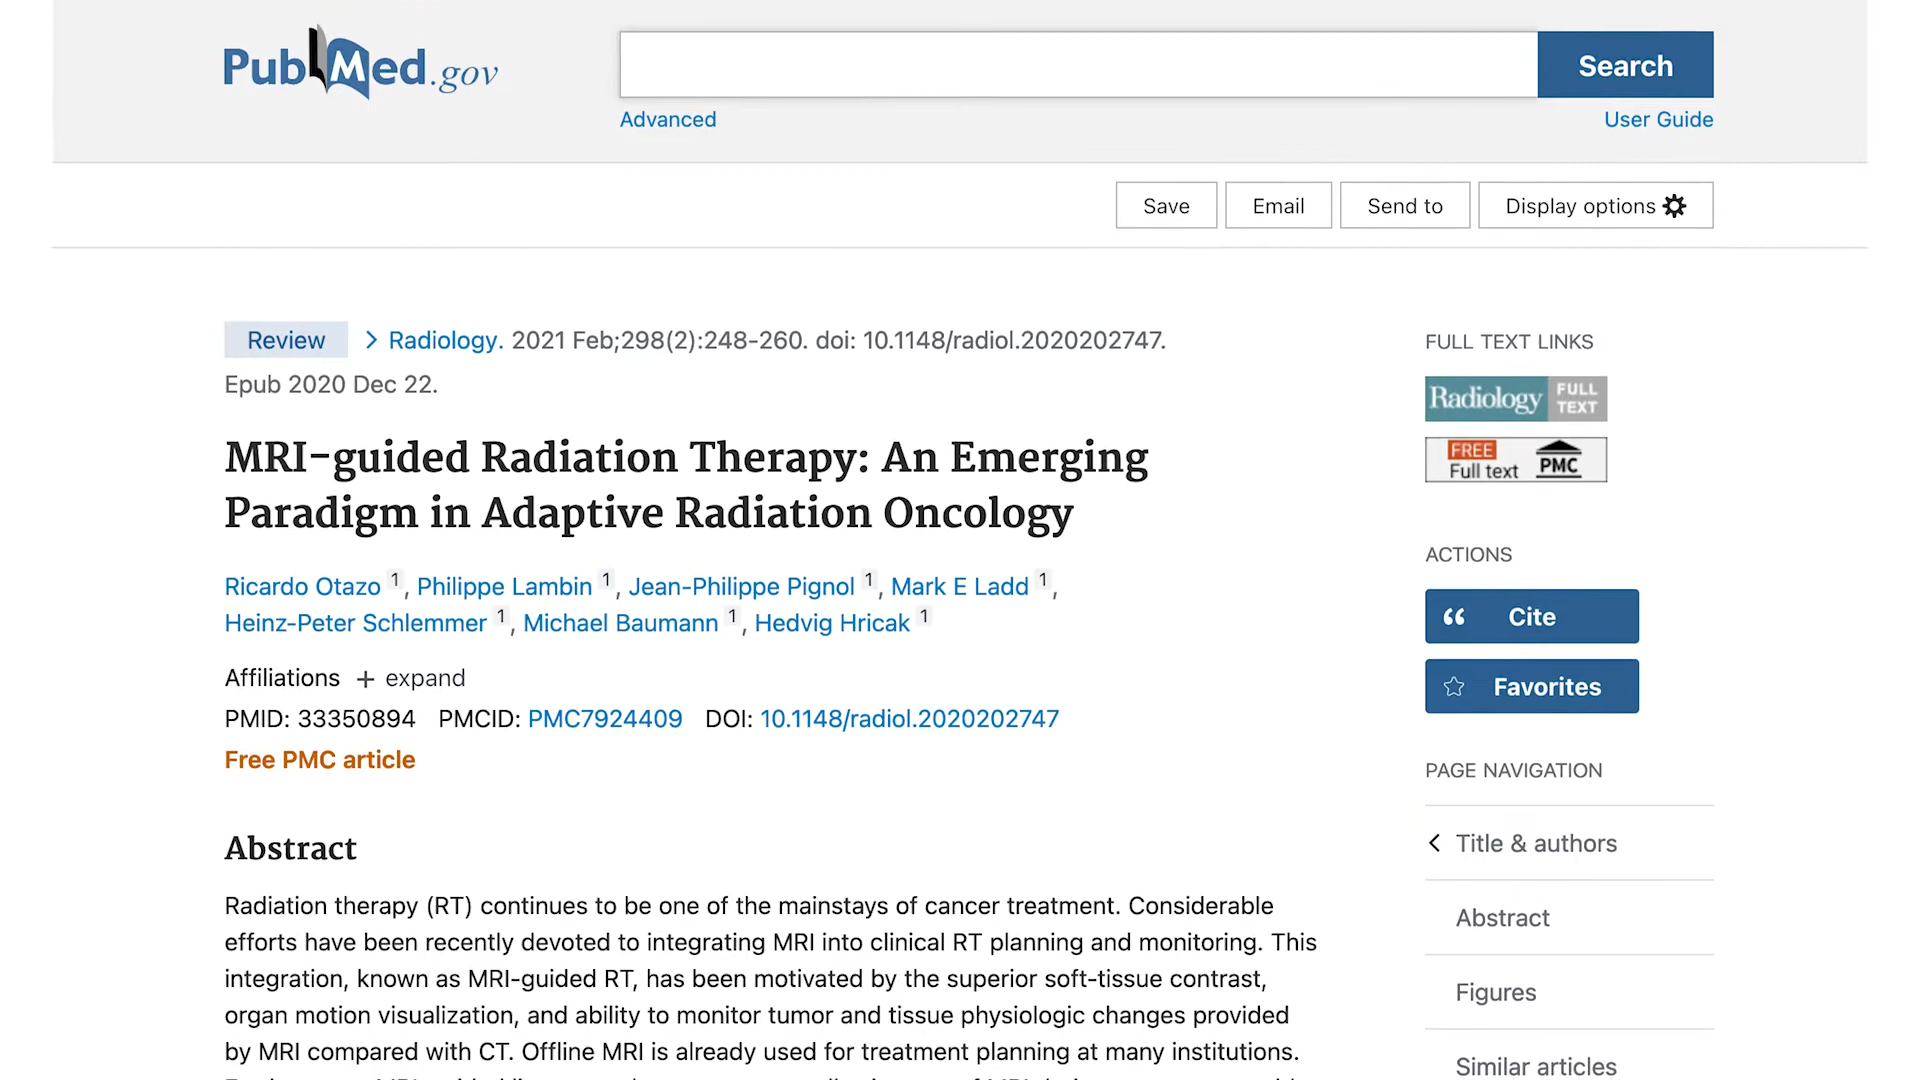 PubMed.gov
Search
Advanced
User Guide
Save
Email
Send to
Display options
Review
Radiology. 2021 Feb;298(2):248-260. doi: 10.1148/radiol.2020202747.
Epub 2020 Dec 22.
MRI-guided Radiation Therapy: An Emerging
Paradigm in Adaptive Radiation Oncology
Ricardo Otazo 1, Philippe Lambin 1, Jean-Philippe Pignol 1, Mark E Ladd 1,
Heinz-Peter Schlemmer 1, Michael Baumann 1, Hedvig Hricak 1
Affiliations + expand
PMID: 33350894 PMCID: PMC7924409 DOI: 10.1148/radiol.2020202747
Free PMC article
Abstract
Radiation therapy (RT) continues to be one of the mainstays of cancer treatment. Considerable
efforts have been recently devoted to integrating MRI into clinical RT planning and monitoring. This
integration, known as MRI-guided RT, has been motivated by the superior soft-tissue contrast,
organ motion visualization, and ability to monitor tumor and tissue physiologic changes provided
by MRI compared with CT. Offline MRI is already used for treatment planning at many institutions.
FULL TEXT LINKS
Radiology FULL
TEXT
FREE
Full text PMC
ACTIONS
Cite
Favorites
PAGE NAVIGATION
Title & authors
Abstract
Figures
Similar articles